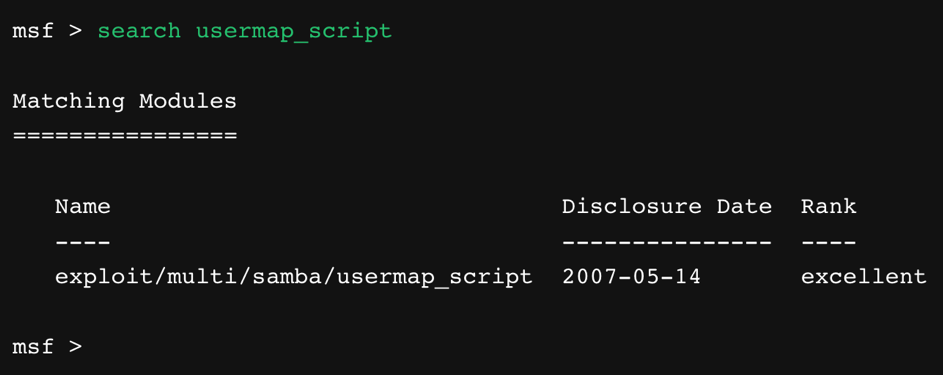 msf > search usermap_script
Matching Modules
================
Name Disclosure Date Rank
---- --------------- ----
exploit/multi/samba/usermap_script 2007-05-14 excellent
msf >